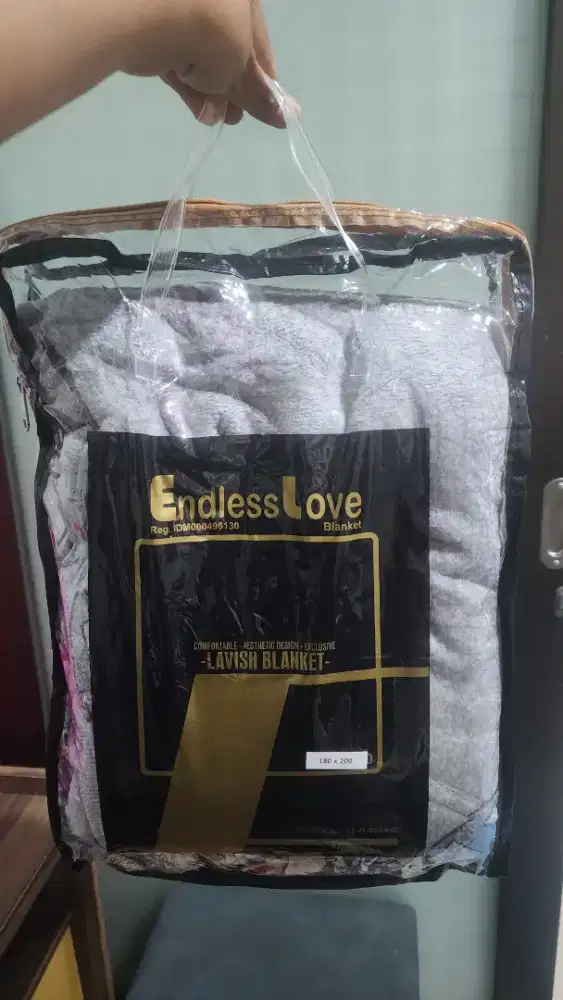 EndlessLove
Reg. IDM000496130
Blanket
COMFORTABLE - AESTHETIC DESIGN - EXCLUSIVE
-LAVISH BLANKET-
180 x 200